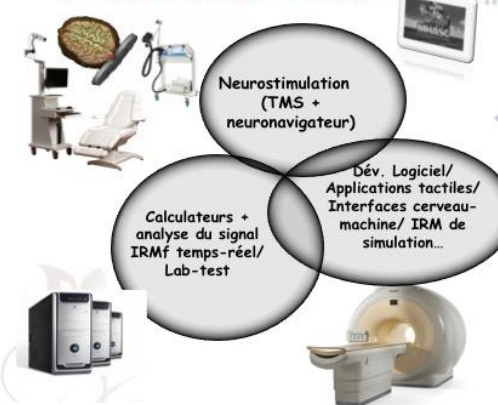 MHASC
Neurostimulation
(TMS +
neuronavigateur)
Dév. Logiciel/
Applications tactiles/
Interfaces cerveau-
machine/ IRM de
simulation…
Calculateurs +
analyse du signal
IRMf temps-réel/
Lab-test